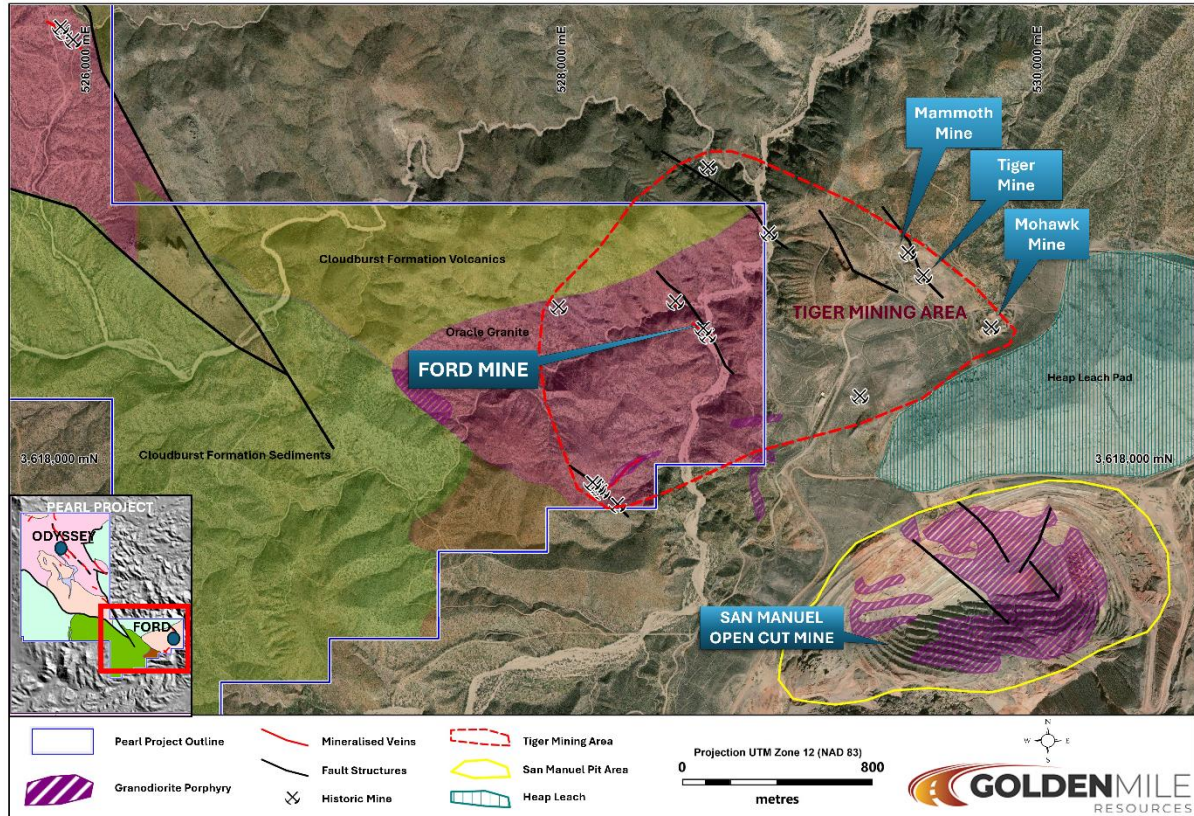 526,000 mE
528,000 mE
530,000 mE
Mammoth
Mine
Tiger
Mine
Mohawk
Mine
Cloudburst Formation Volcanics
TIGER MINING AREA
Oracle Granite
FORD MINE
Heap Leach Pad
3,618,000 mN
Cloudburst Formation Sediments
3,618,000 mN
PEARL PROJECT
ODYSSEY
FORD
SAN MANUEL
OPEN CUT MINE
Pearl Project Outline
Mineralised Veins
Tiger Mining Area
Granodiorite Porphyry
Fault Structures
San Manuel Pit Area
Historic Mine
Heap Leach
Projection UTM Zone 12 (NAD 83)
0 800
metres
N
W E
S
GOLDENMILE
RESOURCES